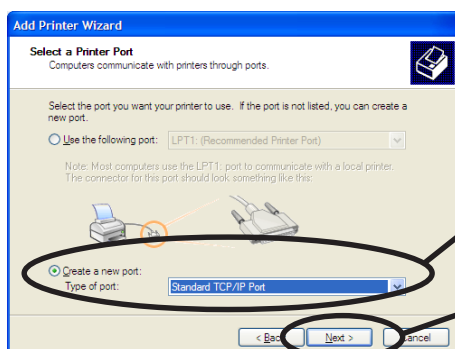 Add Printer Wizard
Select a Printer Port
Computers communicate with printers through ports.
Select the port you want your printer to use. If the port is not listed, you can create a
new port.
Use the following port: LPT1: (Recommended Printer Port)
Note: Most computers use the LPT1: port to communicate with a local printer.
The connector for this port should look something like this:
Create a new port:
Type of port: Standard TCP/IP Port
< Back Next > Cancel